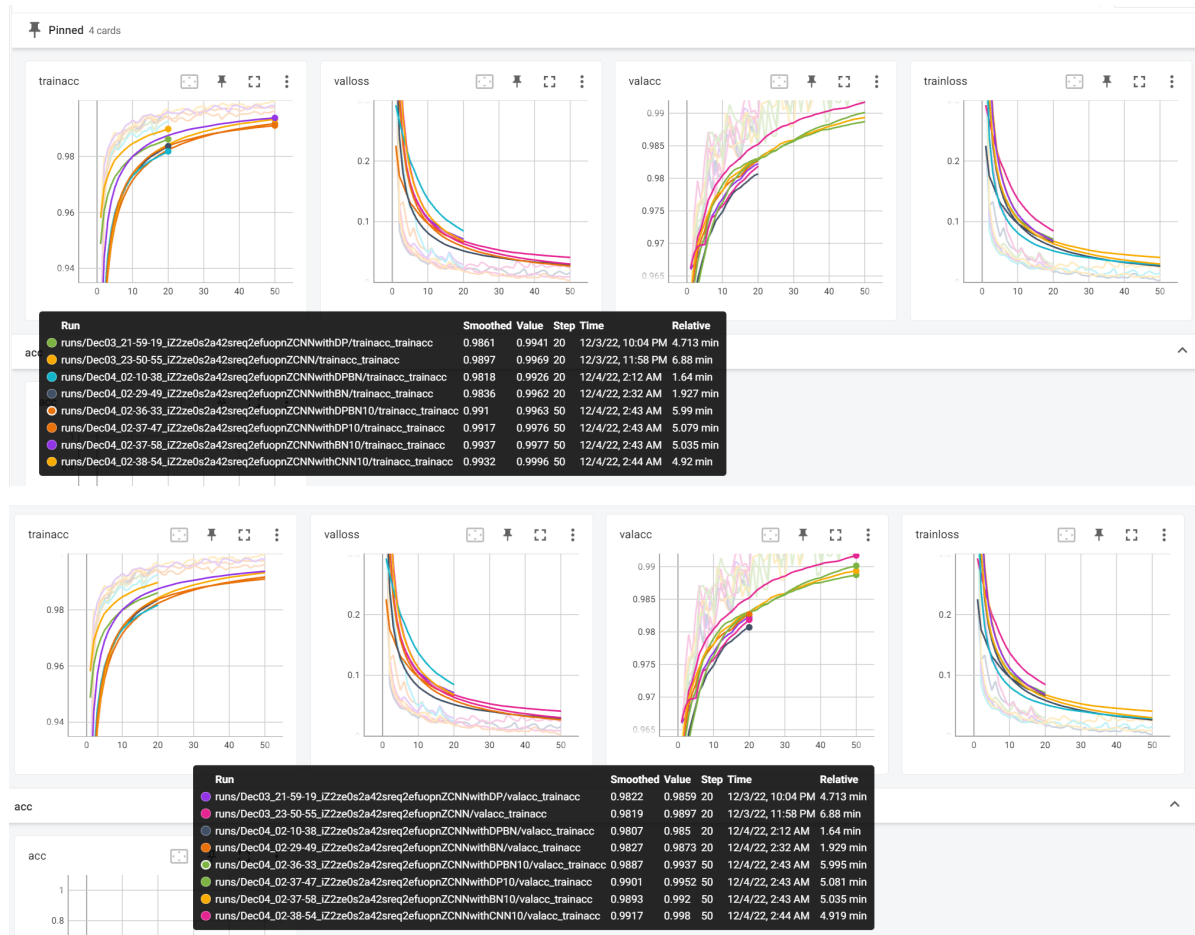 Pinned 4 cards
trainacc valloss valacc trainloss
0.98
0.96
0.94
0 10 20 30 40 50
0.2
0.1
0 10 20 30 40 50
0.99
0.985
0.98
0.975
0.97
0.965
0 10 20 30 40 50
0.2
0.1
0 10 20 30 40 50
Run Smoothed Value Step Time Relative
runs/Dec03_21-59-19_iZ2ze0s2a42sreq2efuopnZCNNwithDP/trainacc_trainacc 0.9861 0.9941 20 12/3/22, 10:04 PM 4.713 min
runs/Dec03_23-50-55_iZ2ze0s2a42sreq2efuopnZCNN/trainacc_trainacc 0.9897 0.9969 20 12/3/22, 11:58 PM 6.88 min
runs/Dec04_02-10-38_iZ2ze0s2a42sreq2efuopnZCNNwithDPBN/trainacc_trainacc 0.9818 0.9926 20 12/4/22, 2:12 AM 1.64 min
runs/Dec04_02-29-49_iZ2ze0s2a42sreq2efuopnZCNNwithBN/trainacc_trainacc 0.9836 0.9962 20 12/4/22, 2:32 AM 1.927 min
runs/Dec04_02-36-33_iZ2ze0s2a42sreq2efuopnZCNNwithDPBN10/trainacc_trainacc 0.991 0.9963 50 12/4/22, 2:43 AM 5.99 min
runs/Dec04_02-37-47_iZ2ze0s2a42sreq2efuopnZCNNwithDP10/trainacc_trainacc 0.9917 0.9976 50 12/4/22, 2:43 AM 5.079 min
runs/Dec04_02-37-58_iZ2ze0s2a42sreq2efuopnZCNNwithBN10/trainacc_trainacc 0.9937 0.9977 50 12/4/22, 2:43 AM 5.035 min
runs/Dec04_02-38-54_iZ2ze0s2a42sreq2efuopnZCNNwithCNN10/trainacc_trainacc 0.9932 0.9996 50 12/4/22, 2:44 AM 4.92 min
trainacc valloss valacc trainloss
0.98
0.96
0.94
0 10 20 30 40 50
0.2
0.1
0 10 20 30 40 50
0.99
0.985
0.98
0.975
0.97
0.965
0 10 20 30 40 50
0.2
0.1
0 10 20 30 40 50
acc
acc
1
0.8
Run Smoothed Value Step Time Relative
runs/Dec03_21-59-19_iZ2ze0s2a42sreq2efuopnZCNNwithDP/valacc_trainacc 0.9822 0.9859 20 12/3/22, 10:04 PM 4.713 min
runs/Dec03_23-50-55_iZ2ze0s2a42sreq2efuopnZCNN/valacc_trainacc 0.9819 0.9897 20 12/3/22, 11:58 PM 6.88 min
runs/Dec04_02-10-38_iZ2ze0s2a42sreq2efuopnZCNNwithDPBN/valacc_trainacc 0.9807 0.985 20 12/4/22, 2:12 AM 1.64 min
runs/Dec04_02-29-49_iZ2ze0s2a42sreq2efuopnZCNNwithBN/valacc_trainacc 0.9827 0.9873 20 12/4/22, 2:32 AM 1.929 min
runs/Dec04_02-36-33_iZ2ze0s2a42sreq2efuopnZCNNwithDPBN10/valacc_trainacc 0.9887 0.9937 50 12/4/22, 2:43 AM 5.995 min
runs/Dec04_02-37-47_iZ2ze0s2a42sreq2efuopnZCNNwithDP10/valacc_trainacc 0.9901 0.9952 50 12/4/22, 2:43 AM 5.081 min
runs/Dec04_02-37-58_iZ2ze0s2a42sreq2efuopnZCNNwithBN10/valacc_trainacc 0.9893 0.992 50 12/4/22, 2:43 AM 5.035 min
runs/Dec04_02-38-54_iZ2ze0s2a42sreq2efuopnZCNNwithCNN10/valacc_trainacc 0.9917 0.998 50 12/4/22, 2:44 AM 4.919 min